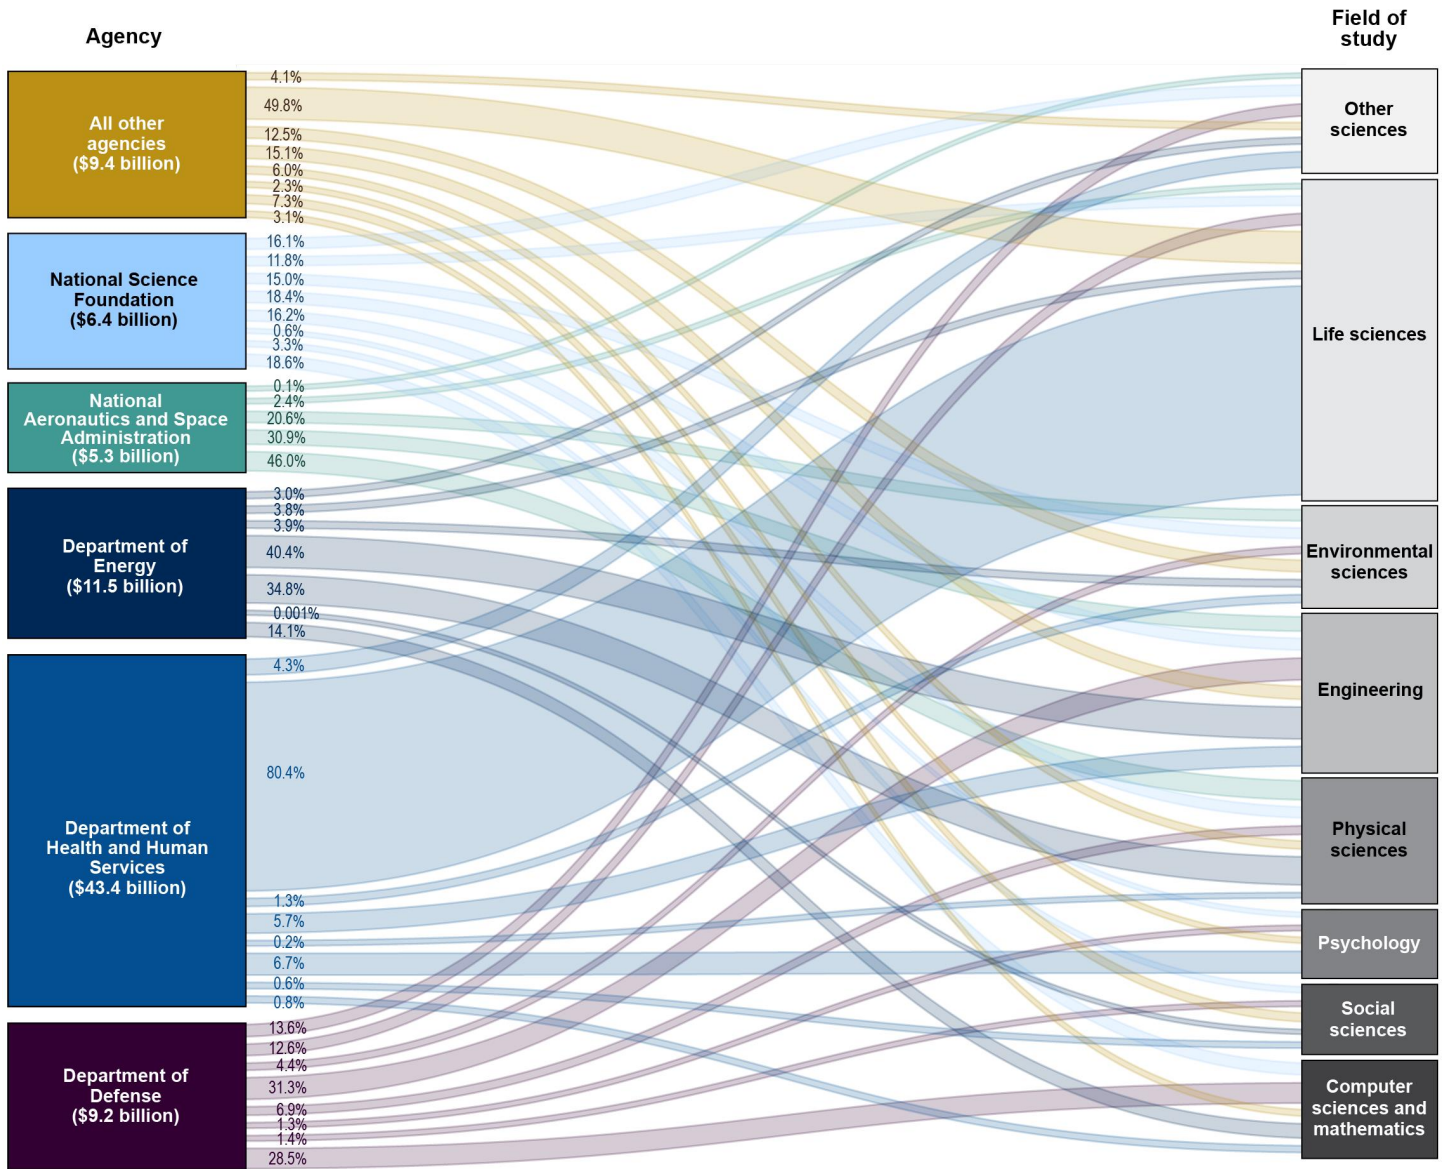 Agency
All other
agencies
($9.4 billion)
National Science
Foundation
($6.4 billion)
National
Aeronautics and Space
Administration
($5.3 billion)
Department of
Energy
($11.5 billion)
Department of
Health and Human
Services
($43.4 billion)
Department of
Defense
($9.2 billion)
4.1%
49.8%
12.5%
15.1%
6.0%
2.3%
7.3%
3.1%
16.1%
11.8%
15.0%
18.4%
16.2%
0.6%
3.3%
18.6%
0.1%
2.4%
20.6%
30.9%
46.0%
3.0%
3.8%
3.9%
40.4%
34.8%
0.001%
14.1%
4.3%
80.4%
1.3%
5.7%
0.2%
6.7%
0.6%
0.8%
13.6%
12.6%
4.4%
31.3%
6.9%
1.3%
1.4%
28.5%
Field of
study
Other
sciences
Life sciences
Environmental
sciences
Engineering
Physical
sciences
Psychology
Social
sciences
Computer
sciences and
mathematics